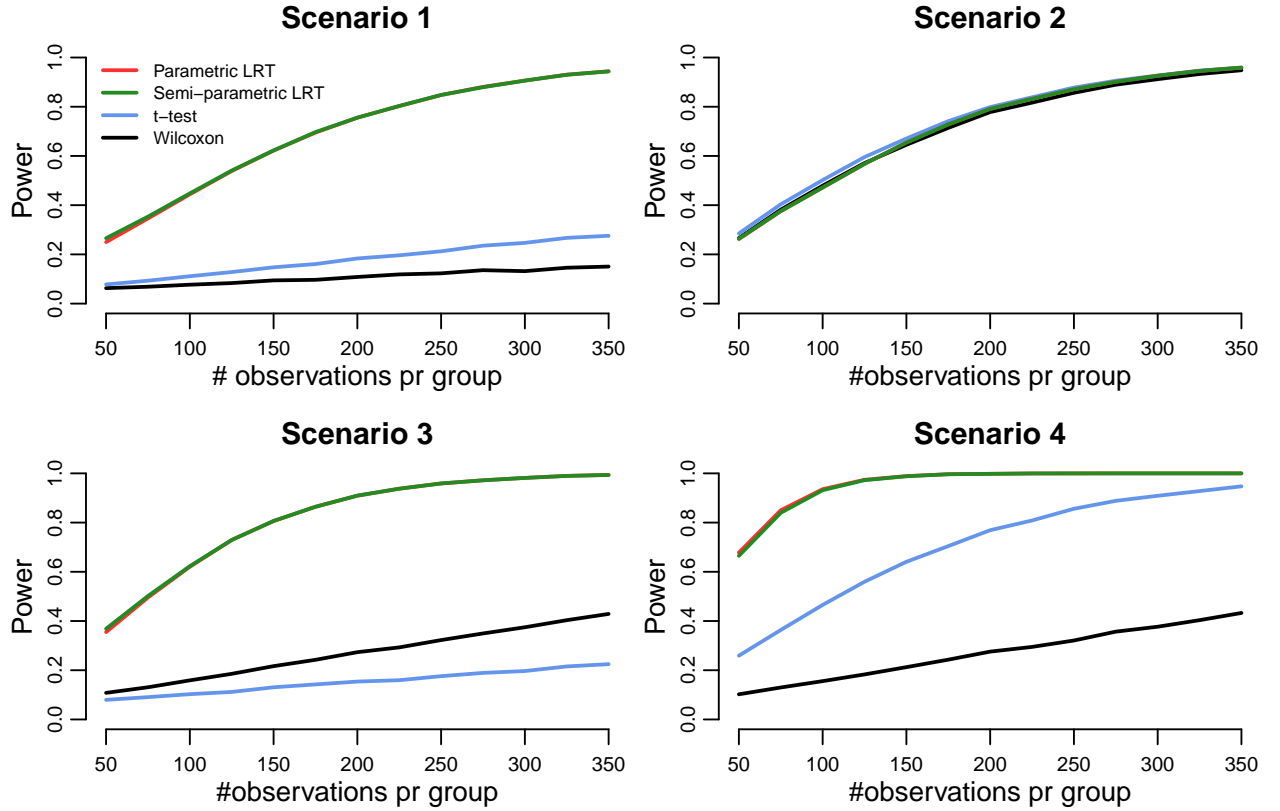 Scenario 1
Power
0.0 0.2 0.4 0.6 0.8 1.0
Parametric LRT
Semi−parametric LRT
t−test
Wilcoxon
50 100 150 200 250 300 350
# observations pr group
Scenario 2
Power
0.0 0.2 0.4 0.6 0.8 1.0
50 100 150 200 250 300 350
#observations pr group
Scenario 3
Power
0.0 0.2 0.4 0.6 0.8 1.0
50 100 150 200 250 300 350
#observations pr group
Scenario 4
Power
0.0 0.2 0.4 0.6 0.8 1.0
50 100 150 200 250 300 350
#observations pr group